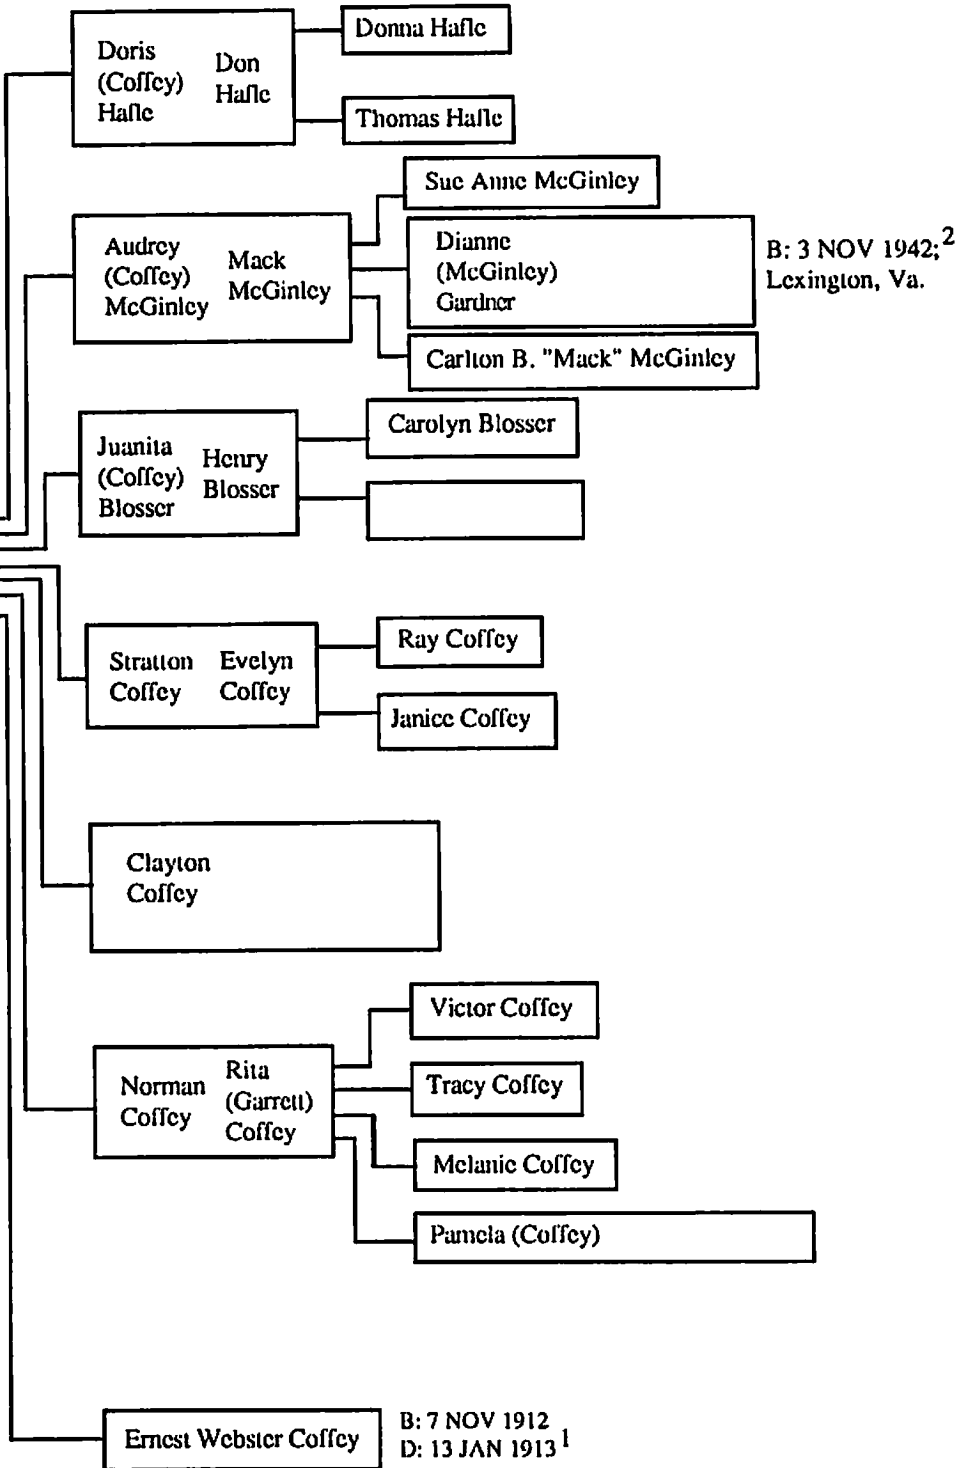 Donna Hafle
Doris
(Coffey)
Hafle
Don
Hafle
Thomas Hafle
Sue Anne McGinley
Audrey
(Coffey)
McGinley
Mack
McGinley
Dianne
(McGinley)
Gardner
B: 3 NOV 1942;2
Lexington, Va.
Carlton B. "Mack" McGinley
Carolyn Blosser
Juanita
(Coffey)
Blosser
Henry
Blosser
Ray Coffey
Stratton
Coffey
Evelyn
Coffey
Janice Coffey
Clayton
Coffey
Victor Coffey
Norman
Coffey
Rita
(Garrett)
Coffey
Tracy Coffey
Melanie Coffey
Pamela (Coffey)
Ernest Webster Coffey
B: 7 NOV 1912
D: 13 JAN 1913 1